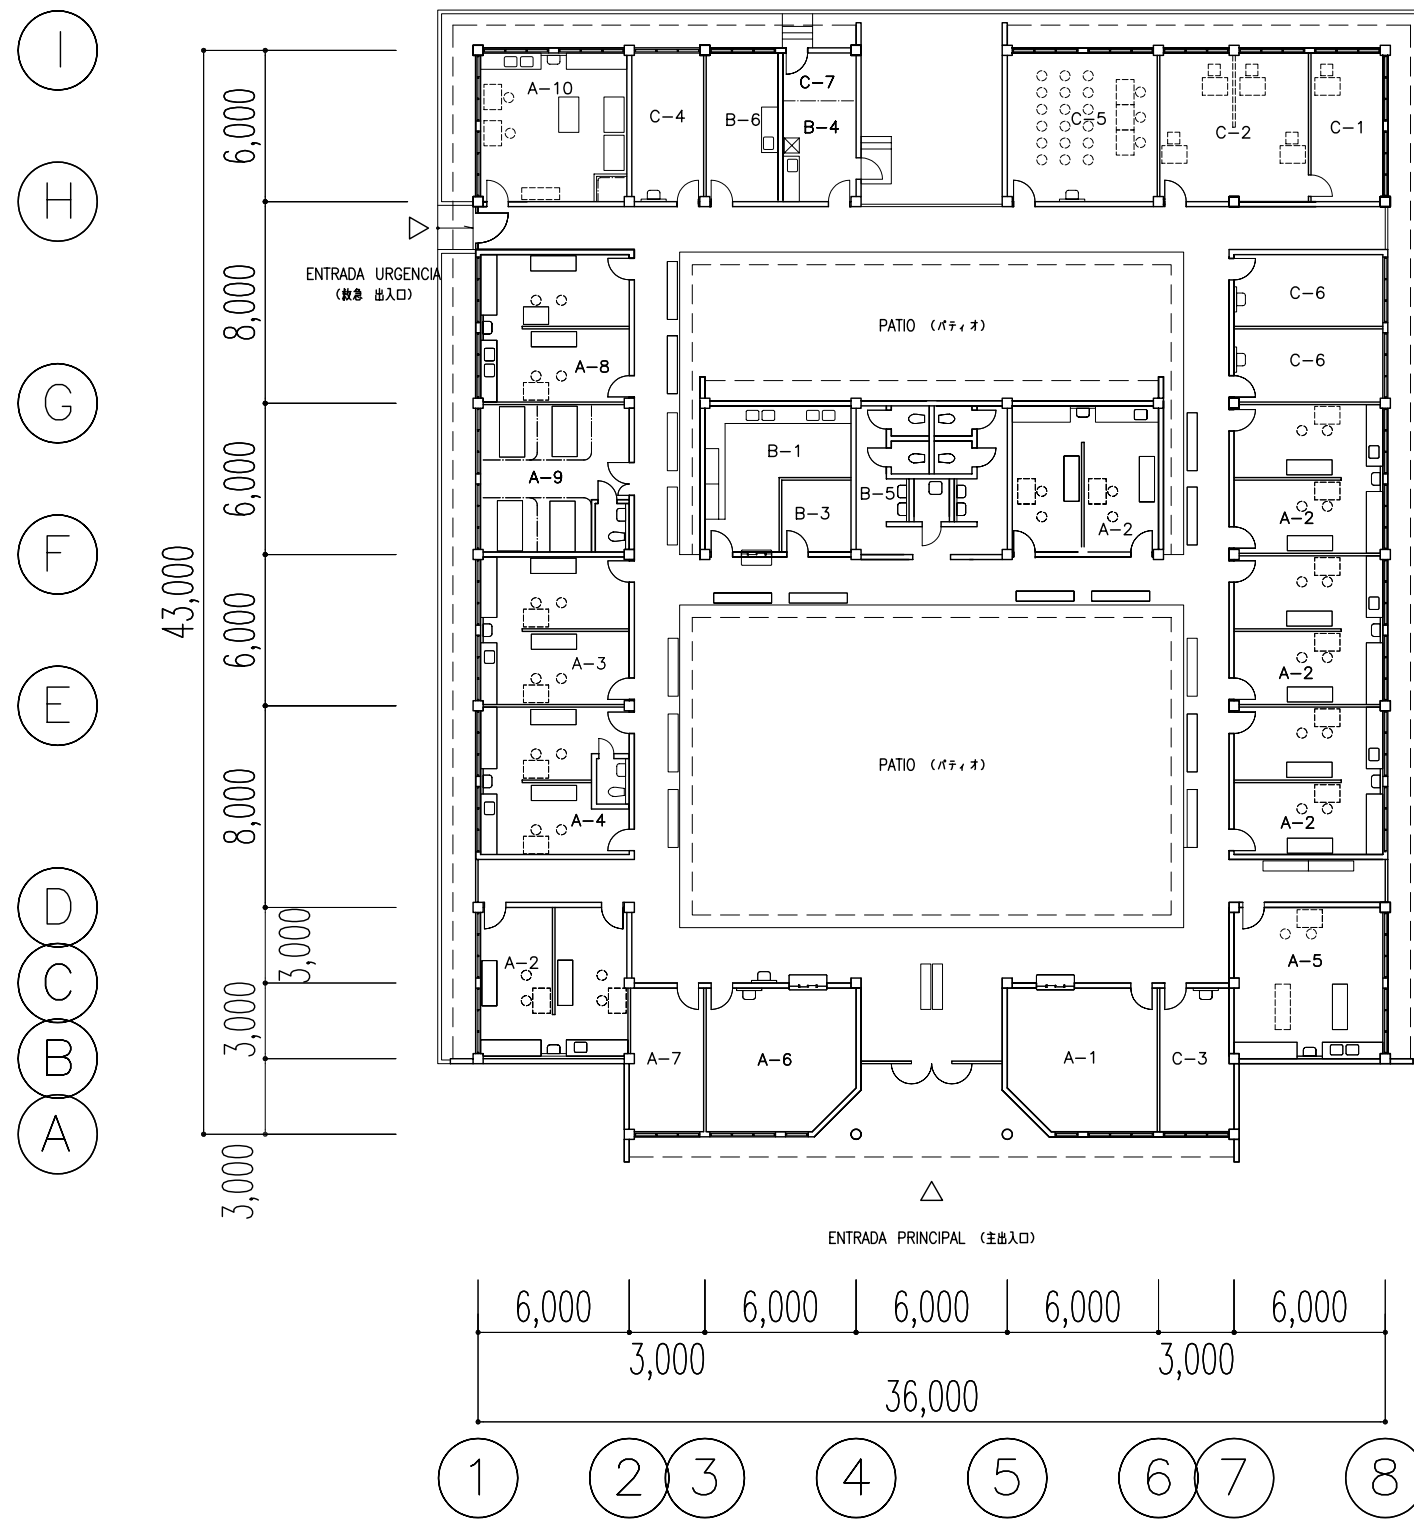 I
A-10
C-7
C-4
B-6
B-4
C-5
C-2
C-1
6,000
H
ENTRADA URGENCIA
(救急 出入口)
8,000
C-6
PATIO (パティオ)
C-6
A-8
G
B-1
A-9
B-5
B-3
A-2
A-2
6,000
F
43,000
6,000
A-3
A-2
E
PATIO (パティオ)
8,000
A-4
A-2
D
3,000
A-2
A-5
C
3,000
B
A-7
A-6
A-1
C-3
A
3,000
ENTRADA PRINCIPAL (主出入口)
6,000 6,000 6,000 6,000 6,000
3,000 3,000
36,000
1 2 3 4 5 6 7 8